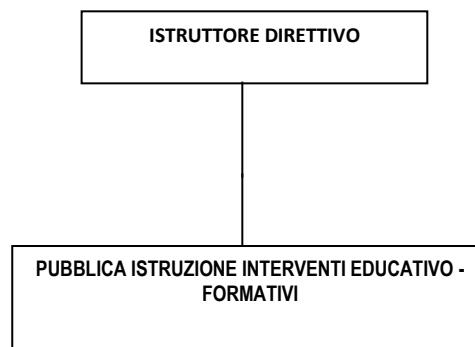 ISTRUTTORE DIRETTIVO
PUBBLICA ISTRUZIONE INTERVENTI EDUCATIVO -
FORMATIVI